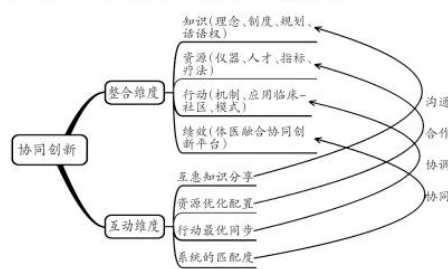 知识(理念、制度、规划、
话语权)
资源(仪器、人才、指标、
疗法)
整合维度
行动(机制、应用临床-
社区、模式)
绩效(体医融合协同创
新平台)
协同创新
互惠知识分享
资源优化配置
互动维度
行动最优同步
系统的匹配度
沟通
合作
协调
协同